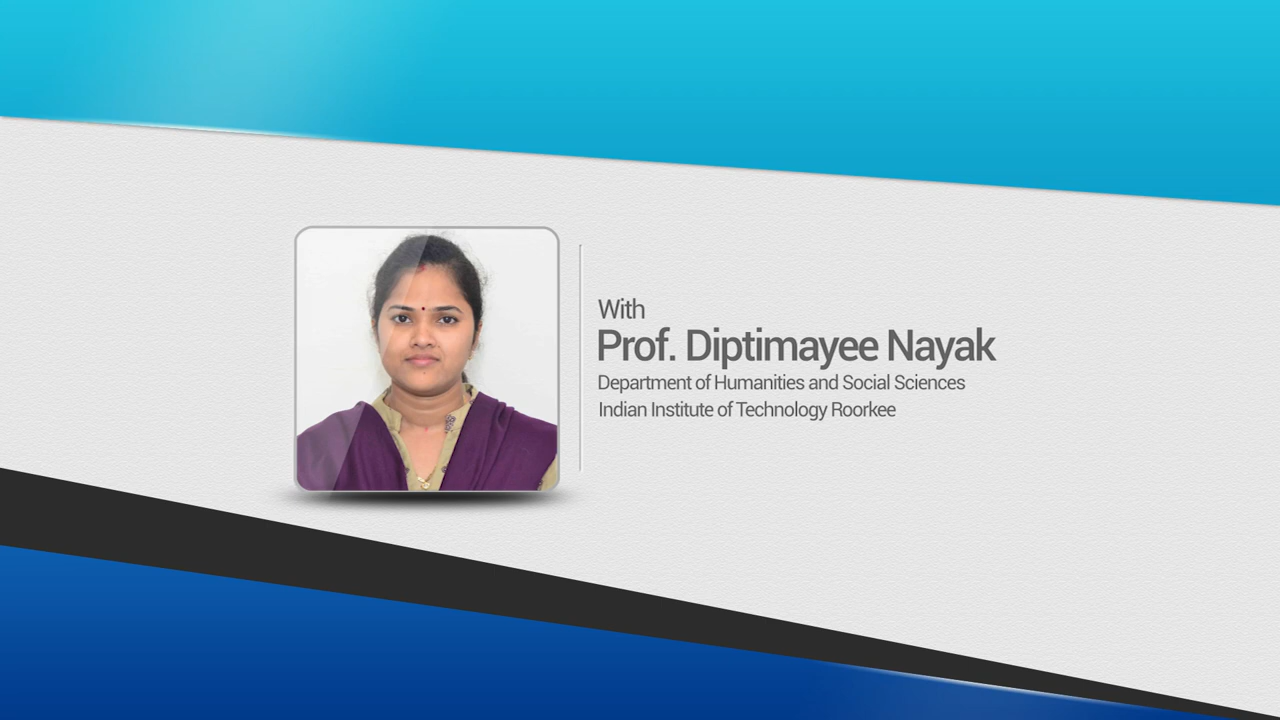 With
Prof. Diptimayee Nayak
Department of Humanities and Social Sciences
Indian Institute of Technology Roorkee